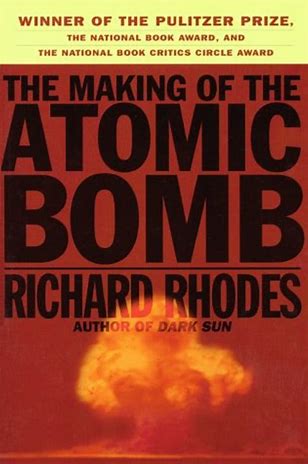 WINNER OF THE PULITZER PRIZE,
THE NATIONAL BOOK AWARD, AND
THE NATIONAL BOOK CRITICS CIRCLE AWARD
THE MAKING OF THE
ATOMIC
BOMB
RICHARD RHODES
AUTHOR OF DARK SUN